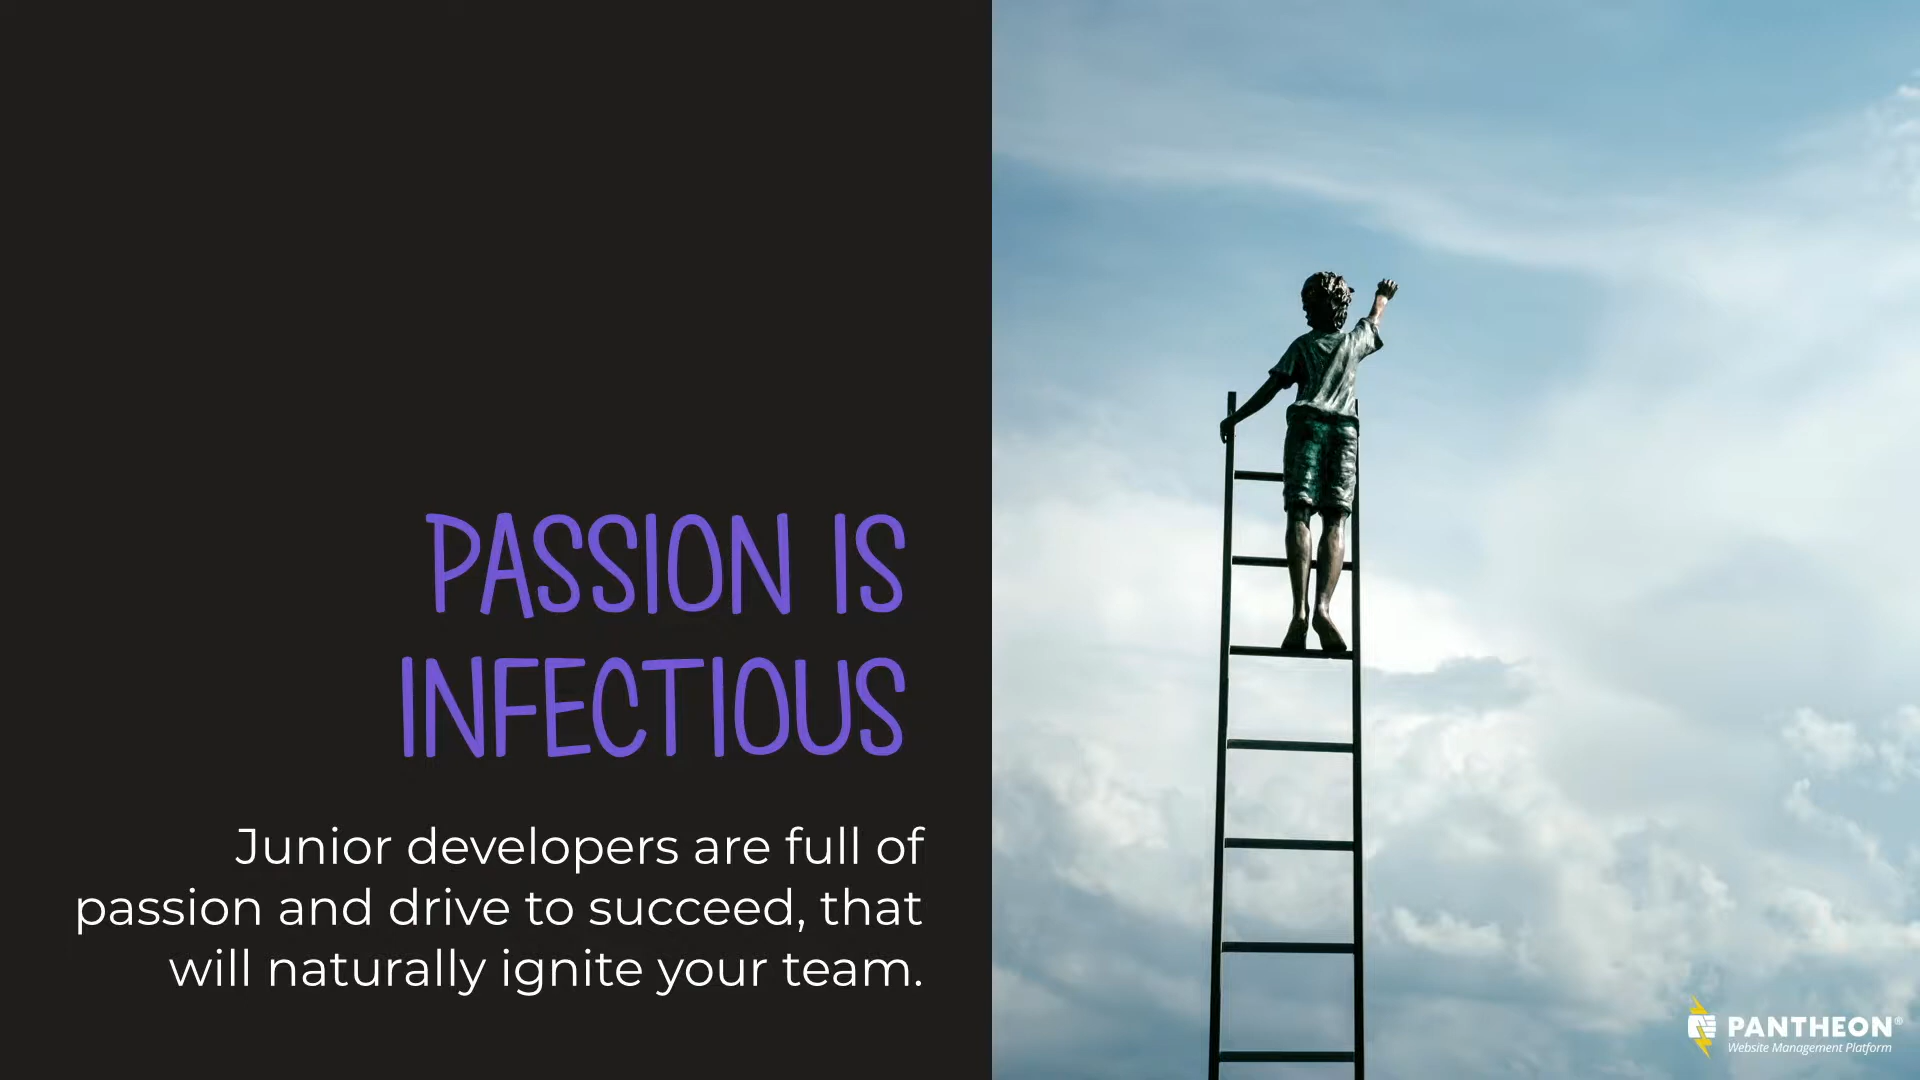 PASSION IS
INFECTIOUS
Junior developers are full of
passion and drive to succeed, that
will naturally ignite your team.
PANTHEON®
Website Management Platform